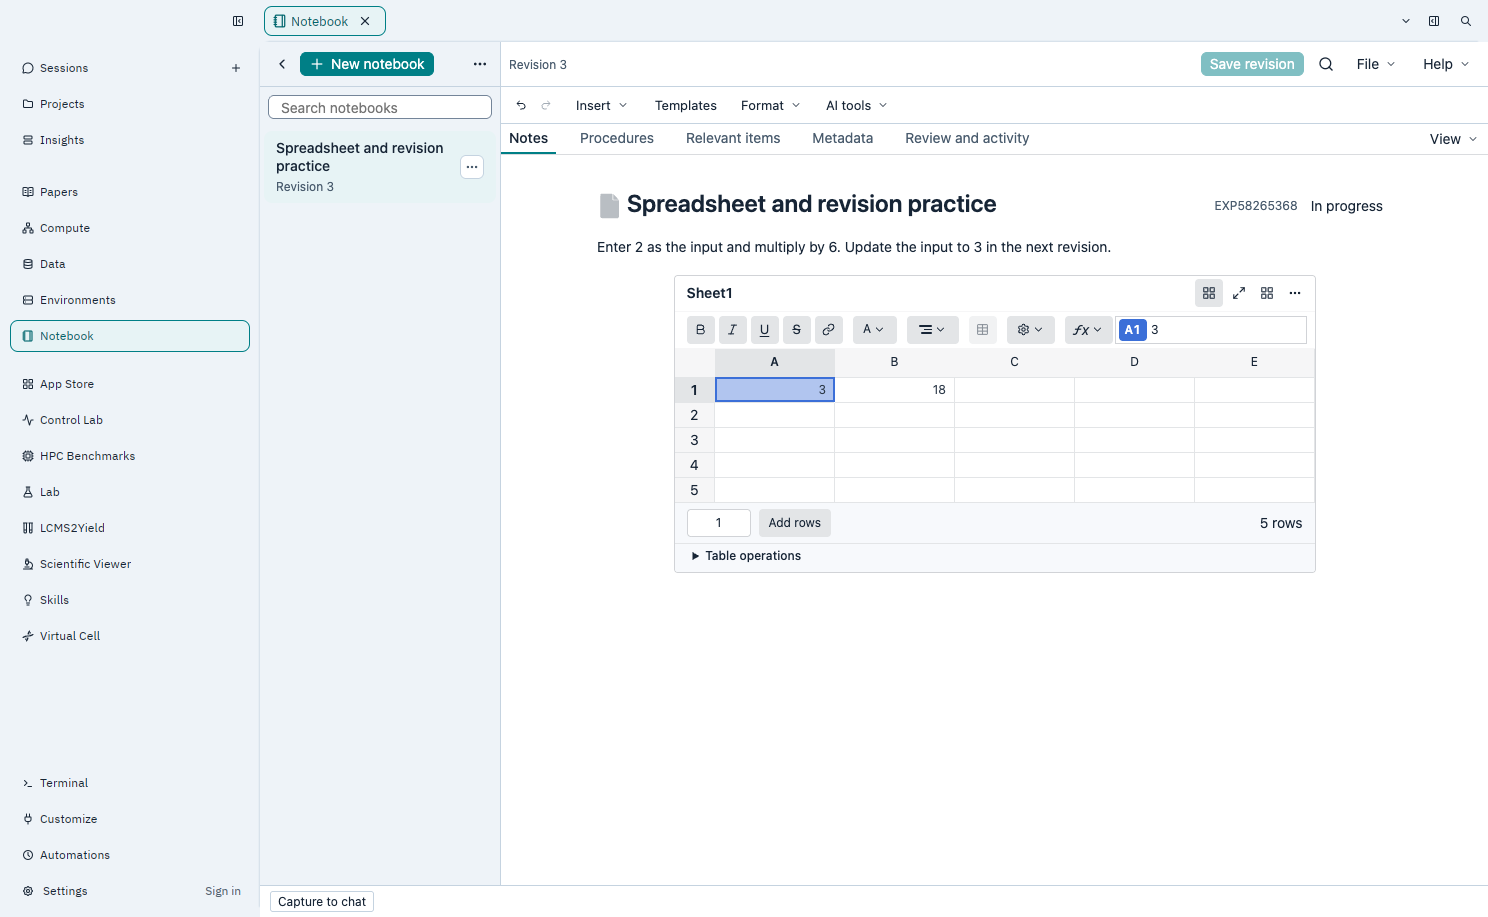 Notebook
Sessions
Projects
Insights
Papers
Compute
Data
Environments
Notebook
App Store
Control Lab
HPC Benchmarks
Lab
LCMS2Yield
Scientific Viewer
Skills
Virtual Cell
Terminal
Customize
Automations
Settings Sign in
New notebook
Search notebooks
Spreadsheet and revision
practice
Revision 3
Revision 3 Save revision File Help
Insert Templates Format AI tools
Notes Procedures Relevant items Metadata Review and activity View
Spreadsheet and revision practice EXP58265368 In progress
Enter 2 as the input and multiply by 6. Update the input to 3 in the next revision.
Sheet1
B I U S A fx A1 3
A B C D E
1 3 18
2
3
4
5
1 Add rows 5 rows
Table operations
Capture to chat